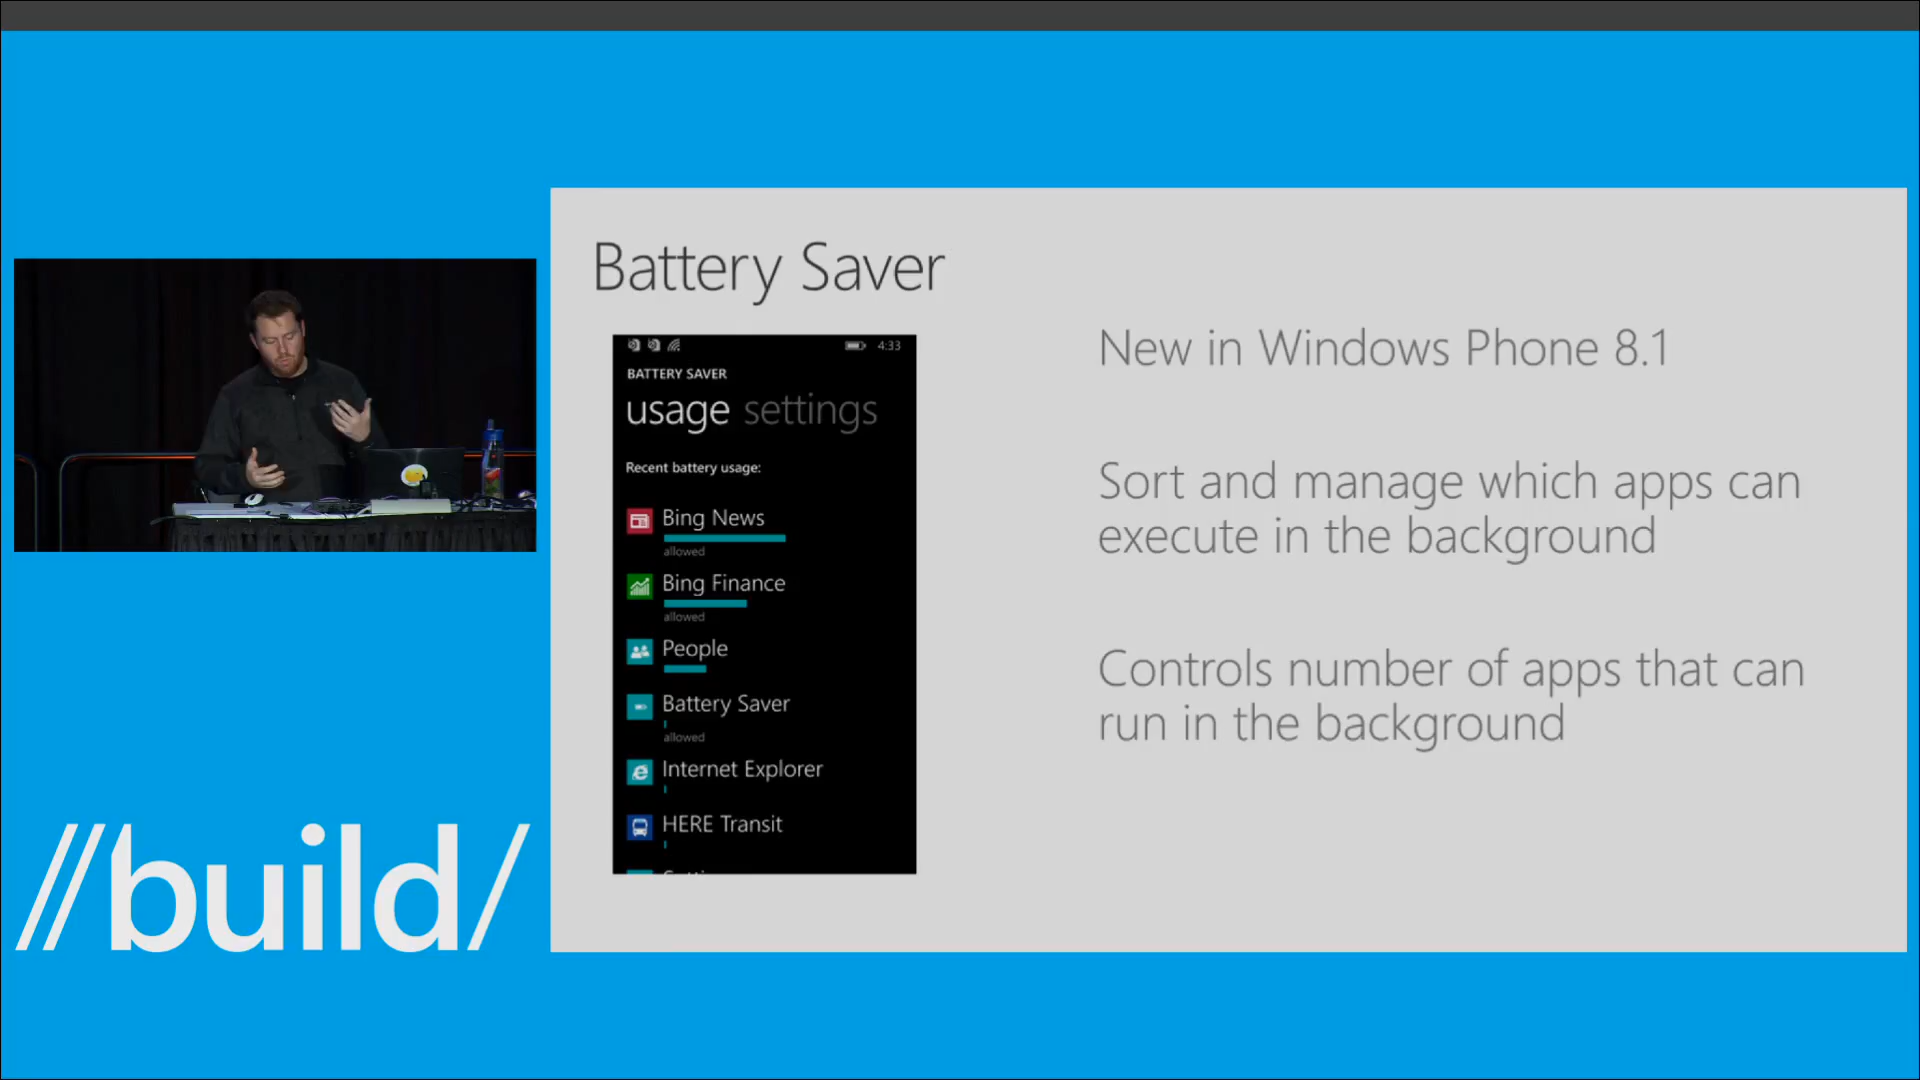 Battery Saver
4:33
BATTERY SAVER
usage settings
Recent battery usage:
Bing News
allowed
Bing Finance
allowed
People
Battery Saver
allowed
Internet Explorer
HERE Transit
New in Windows Phone 8.1
Sort and manage which apps can
execute in the background
Controls number of apps that can
run in the background
//build/